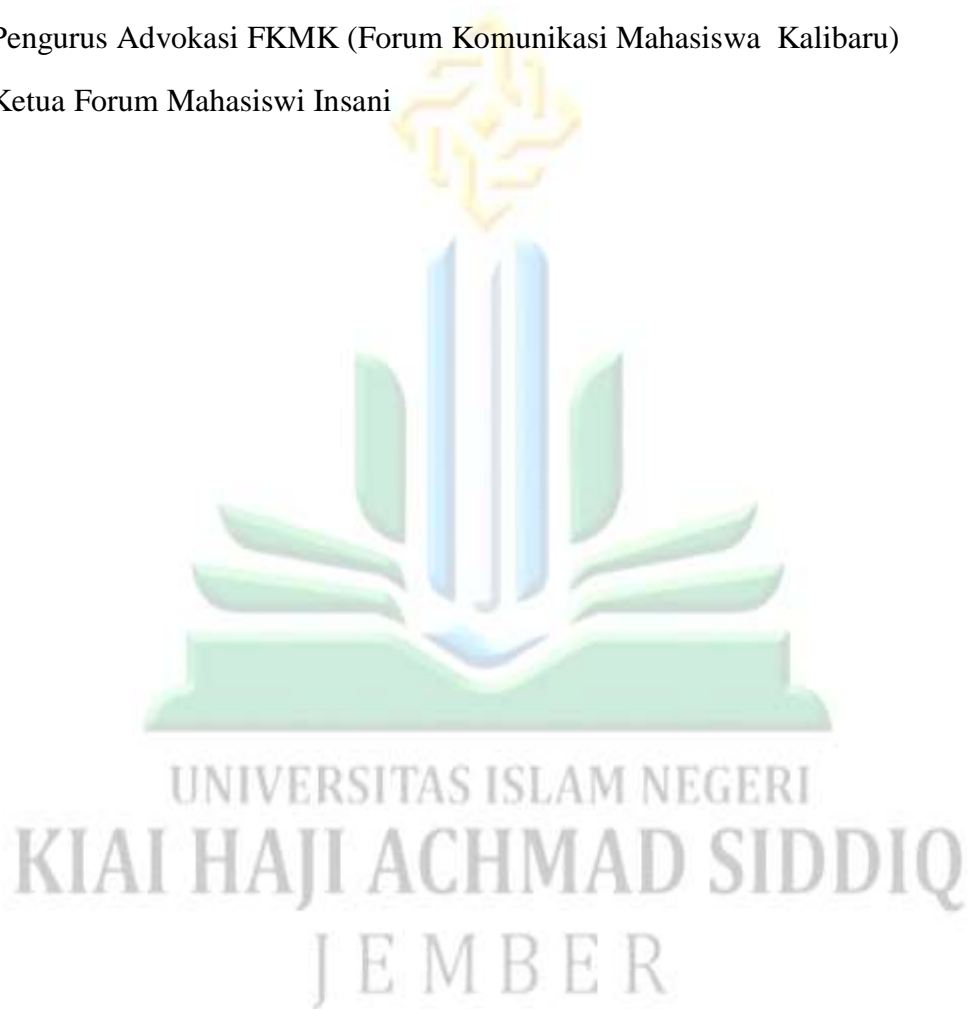 Pengurus Advokasi FKMK (Forum Komunikasi Mahasiswa  Kalibaru)
Ketua Forum Mahasiswi Insani
UNIVERSITAS ISLAM NEGERI
KIAI HAJI ACHMAD SIDDIQ
JEMBER